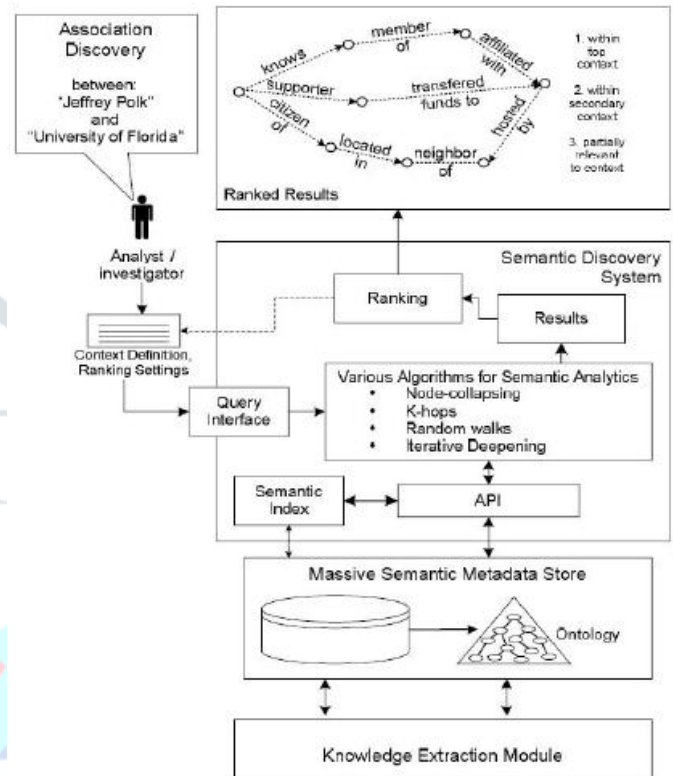 Association
Discovery
between:
"Jeffrey Polk"
and
"University of Florida"
Analyst /
investigator
Context Definition,
Ranking Settings
knows
member
of
affiliated
with
supporter
transfered
funds to
citizen
of
located
in
neighbor
of
hosted
by
1. within
top
context
2. within
secondary
context
3. partially
relevant
to context
Ranked Results
Semantic Discovery
System
Ranking
Results
Query
Interface
Various Algorithms for Semantic Analytics
• Node-collapsing
• K-hops
• Random walks
• Iterative Deepening
Semantic
Index
API
Massive Semantic Metadata Store
Ontology
Knowledge Extraction Module